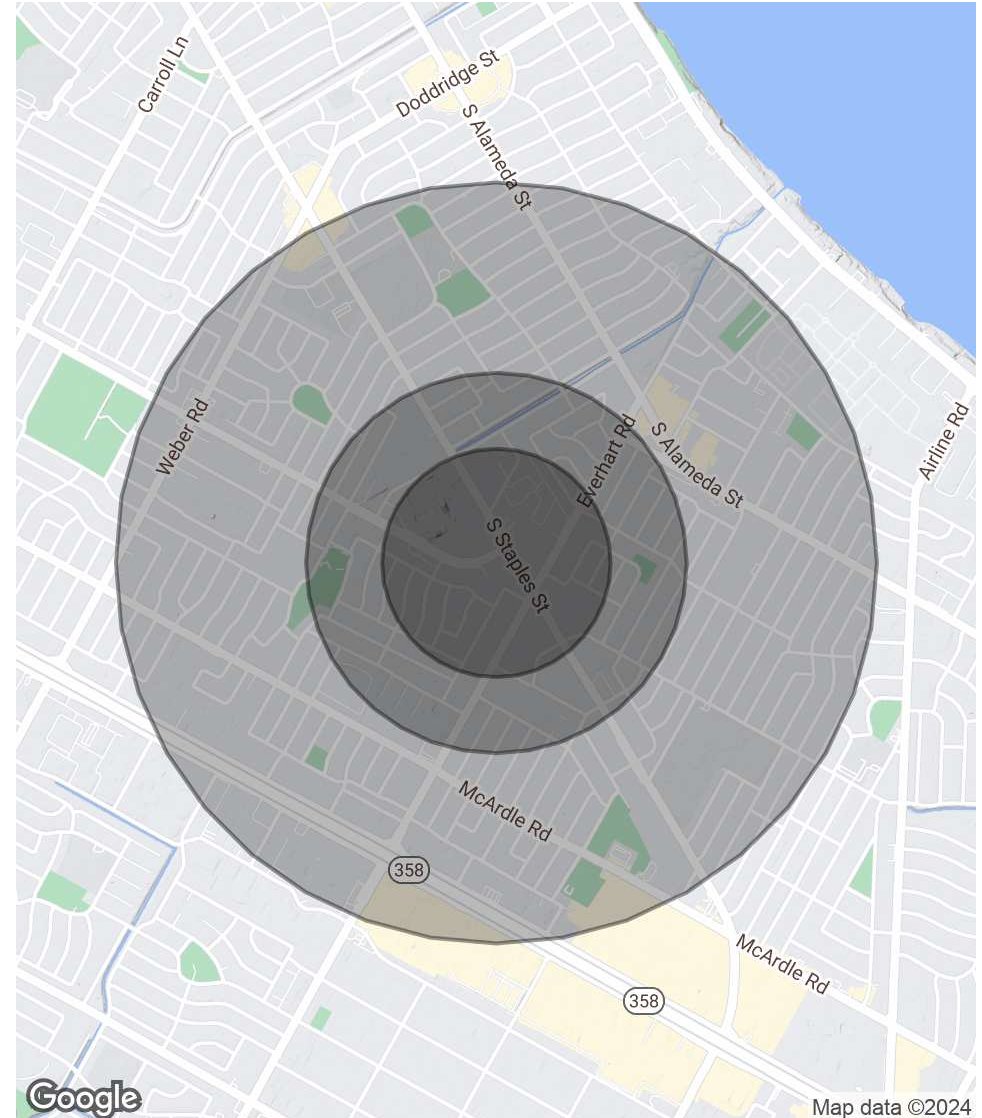 Carroll Ln
Doddridge St
S Alameda St
Weber Rd
Everhart Rd
S Alameda St
Airline Rd
S Staples St
McArdle Rd
358
McArdle Rd
358
Google
Map data ©2024